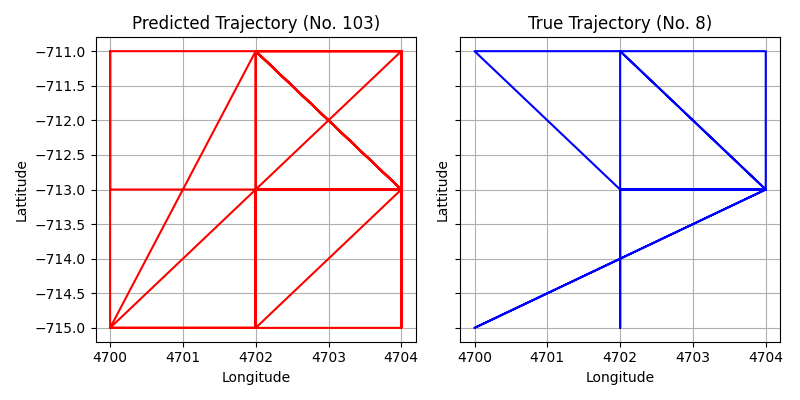 Predicted Trajectory (No. 103)
True Trajectory (No. 8)
−711.0
−711.5
−712.0
−712.5
−713.0
−713.5
−714.0
−714.5
−715.0
Lattitude
Lattitude
4700 4701 4702 4703 4704
4700 4701 4702 4703 4704
Longitude
Longitude